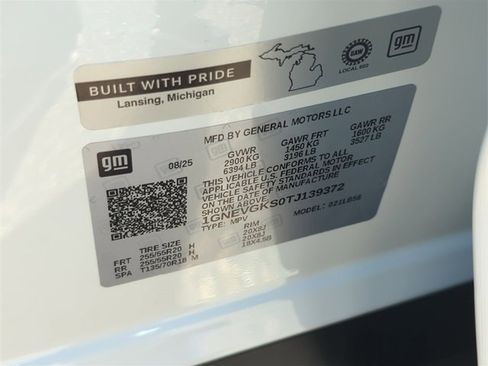 BUILT WITH PRIDE
Lansing, Michigan
LOCAL 602
gm
gm
08/25
MFD BY GENERAL MOTORS LLC
GVWR GAWR FRT GAWR RR
2900 KG 1450 KG 1600 KG
6394 LB 3196 LB 3527 LB
THIS VEHICLE CONFORMS TO ALL
APPLICABLE U.S. FEDERAL MOTOR
VEHICLE SAFETY STANDARDS IN
EFFECT ON THE DATE OF MANUFACTURE
SHOWN ABOVE
1GNEVGKS0TJ139372
TYPE: MPV MODEL:
TIRE SIZE RIM
FRT 255/55R20 H 20X8J
RR 255/55R20 H 20X8J
SPA T135/70R18 M 18X4.5B